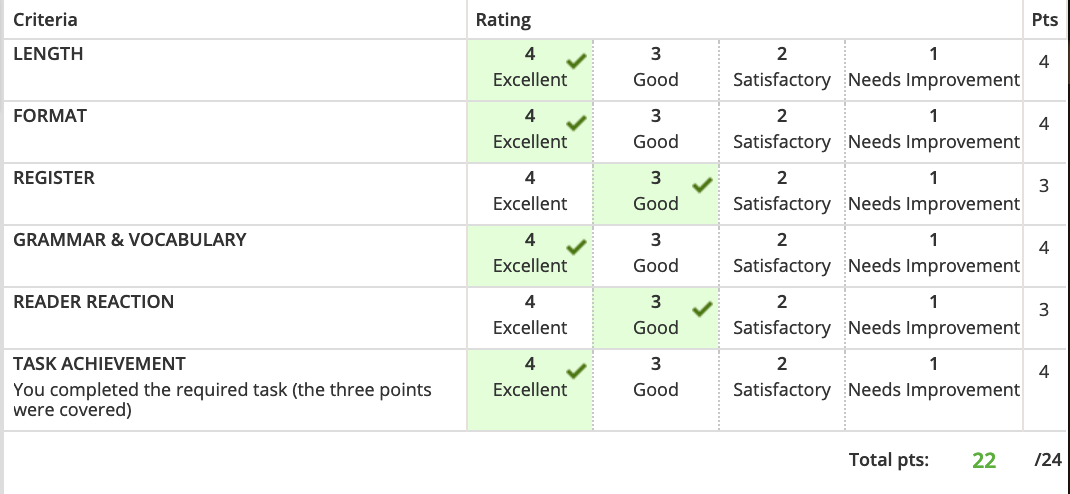 Criteria Rating Pts
LENGTH 4 3 2 1 4
Excellent Good Satisfactory Needs Improvement
FORMAT 4 3 2 1 4
Excellent Good Satisfactory Needs Improvement
REGISTER 4 3 2 1 3
Excellent Good Satisfactory Needs Improvement
GRAMMAR & VOCABULARY 4 3 2 1 4
Excellent Good Satisfactory Needs Improvement
READER REACTION 4 3 2 1 3
Excellent Good Satisfactory Needs Improvement
TASK ACHIEVEMENT 4 3 2 1 4
You completed the required task (the three points Excellent Good Satisfactory Needs Improvement
were covered)
Total pts: 22 /24